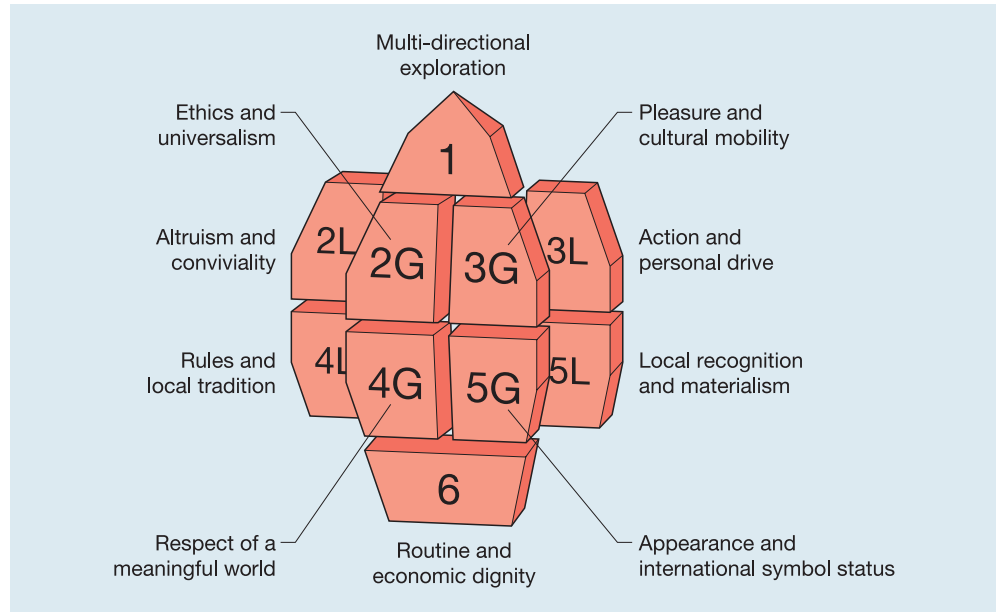 Multi-directional
exploration
Ethics and
universalism
Pleasure and
cultural mobility
1
Altruism and
conviviality
2L
2G
3G
3L
Action and
personal drive
Rules and
local tradition
4L
4G
5G
5L
Local recognition
and materialism
6
Respect of a
meaningful world
Routine and
economic dignity
Appearance and
international symbol status